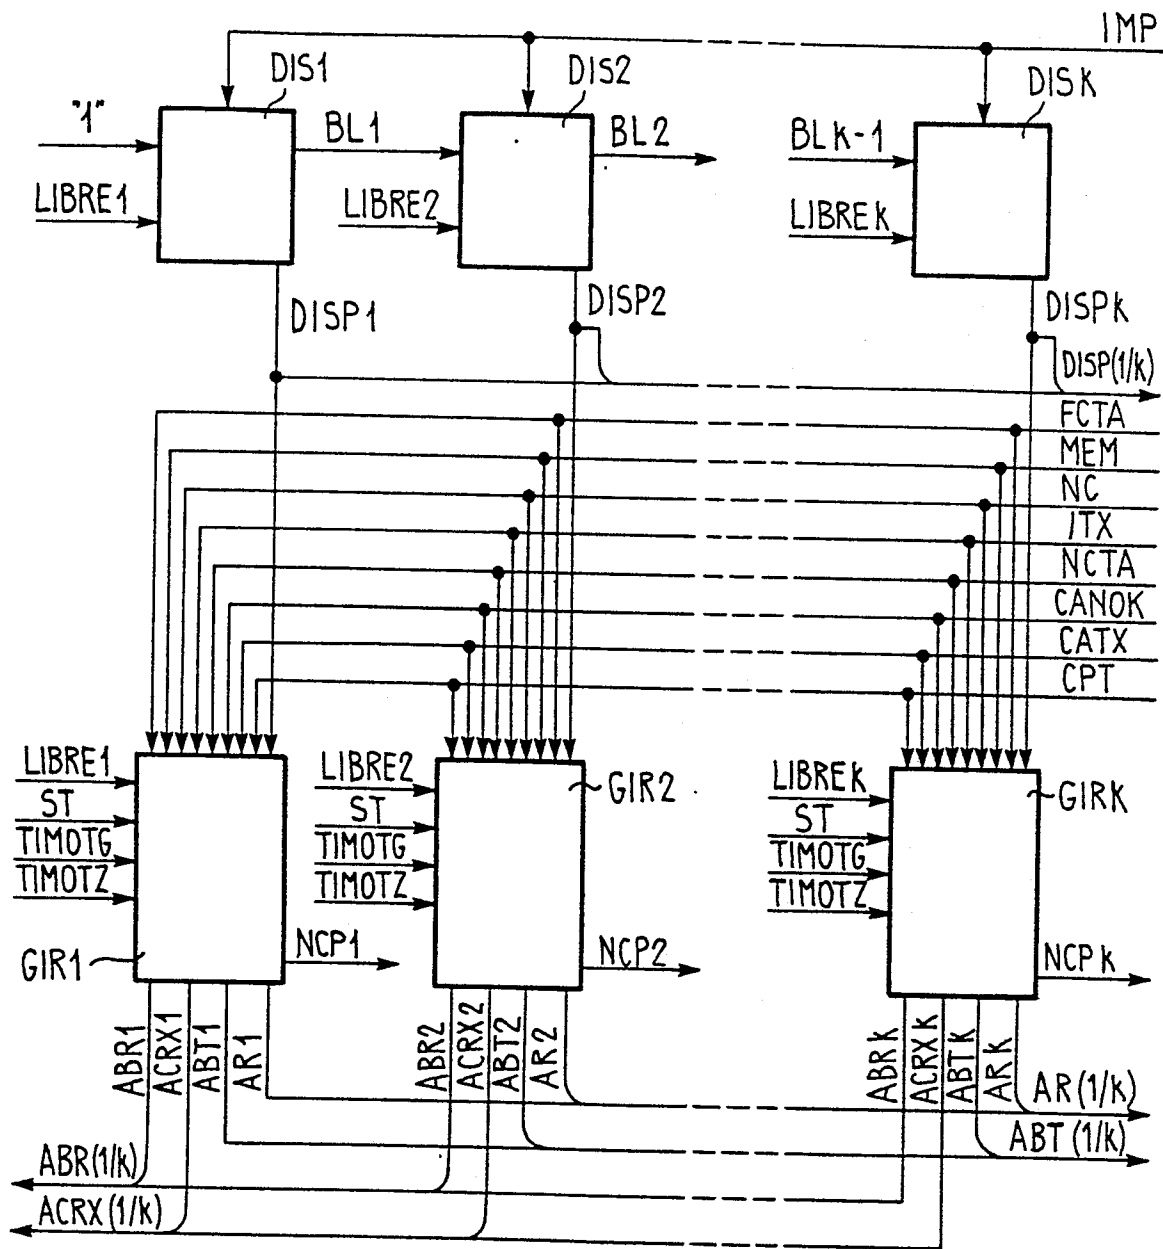 IMP
DIS1
DIS2
DISK
"1"
BL1
BL2
BLK-1
LIBRE1
LIBRE2
LIBREK
DISP1
DISP2
DISPK
DISP(1/k)
FCTA
MEM
NC
ITX
NCTA
CANOK
CATX
CPT
LIBRE1
ST
TIMOTG
TIMOTZ
LIBRE2
ST
TIMOTG
TIMOTZ
GIR2
LIBREK
ST
TIMOTG
TIMOTZ
GIRK
GIR1
NCP1
NCP2
NCPK
ABR1
ACRX1
ABT1
AR1
ABR2
ACRX2
ABT2
AR2
ABRK
ACRXK
ABTK
ARK
AR(1/k)
ABT(1/k)
ABR(1/k)
ACRX(1/k)